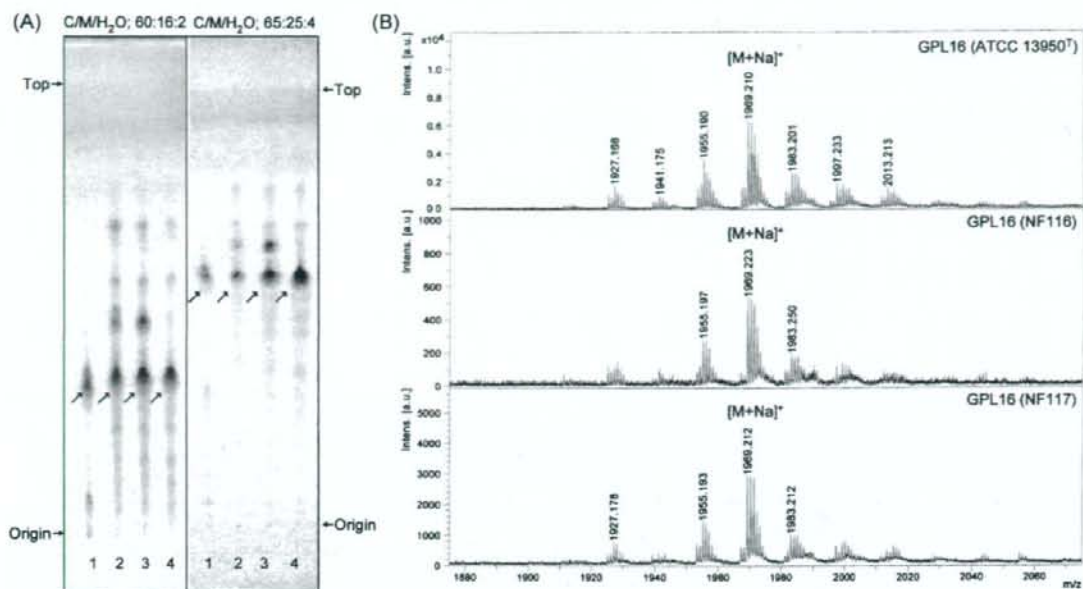 (A)
C/M/H2O; 60:16:2 C/M/H2O; 65:25:4
Top
Top
Origin
Origin
1 2 3 4
1 2 3 4
(B)
×10⁴
Intens. [a.u.]
1.0
0.8
0.6
0.4
0.2
0.0
GPL16 (ATCC 13950ᵀ)
[M+Na]⁺
1927.168
1941.175
1955.190
1969.210
1983.201
1997.233
2013.213
Intens. [a.u.]
1000
800
600
400
200
0
GPL16 (NF116)
[M+Na]⁺
1955.197
1969.223
1983.250
Intens. [a.u.]
5000
4000
3000
2000
1000
0
GPL16 (NF117)
[M+Na]⁺
1927.178
1955.193
1969.212
1983.212
1880 1900 1920 1940 1960 1980 2000 2020 2040 2060
m/z